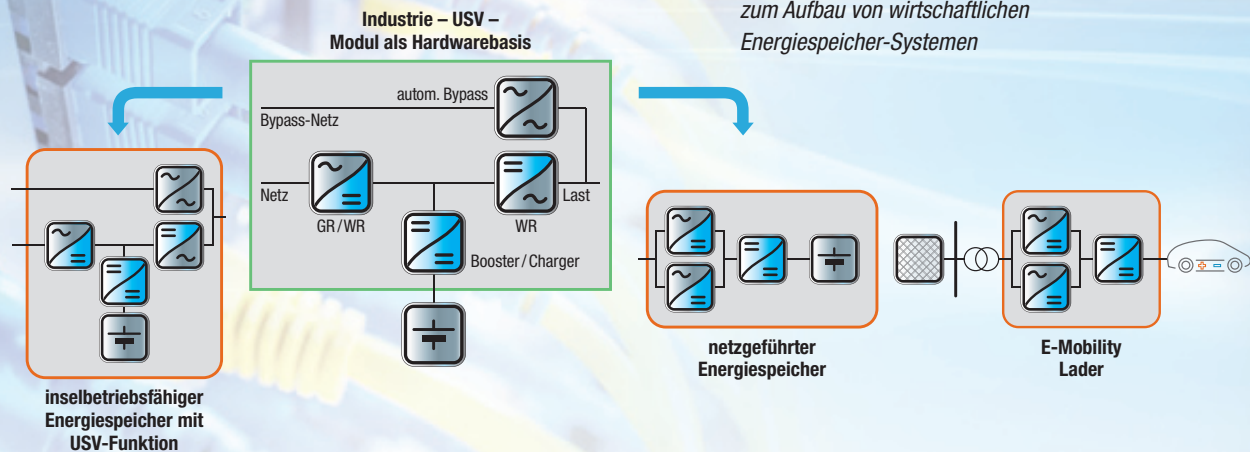 zum Aufbau von wirtschaftlichen
Energiespeicher-Systemen
Industrie – USV –
Modul als Hardwarebasis
autom. Bypass
Bypass-Netz
Netz
Last
GR / WR
WR
Booster / Charger
inselbetriebsfähiger
Energiespeicher mit
USV-Funktion
netzgeführter
Energiespeicher
E-Mobility
Lader